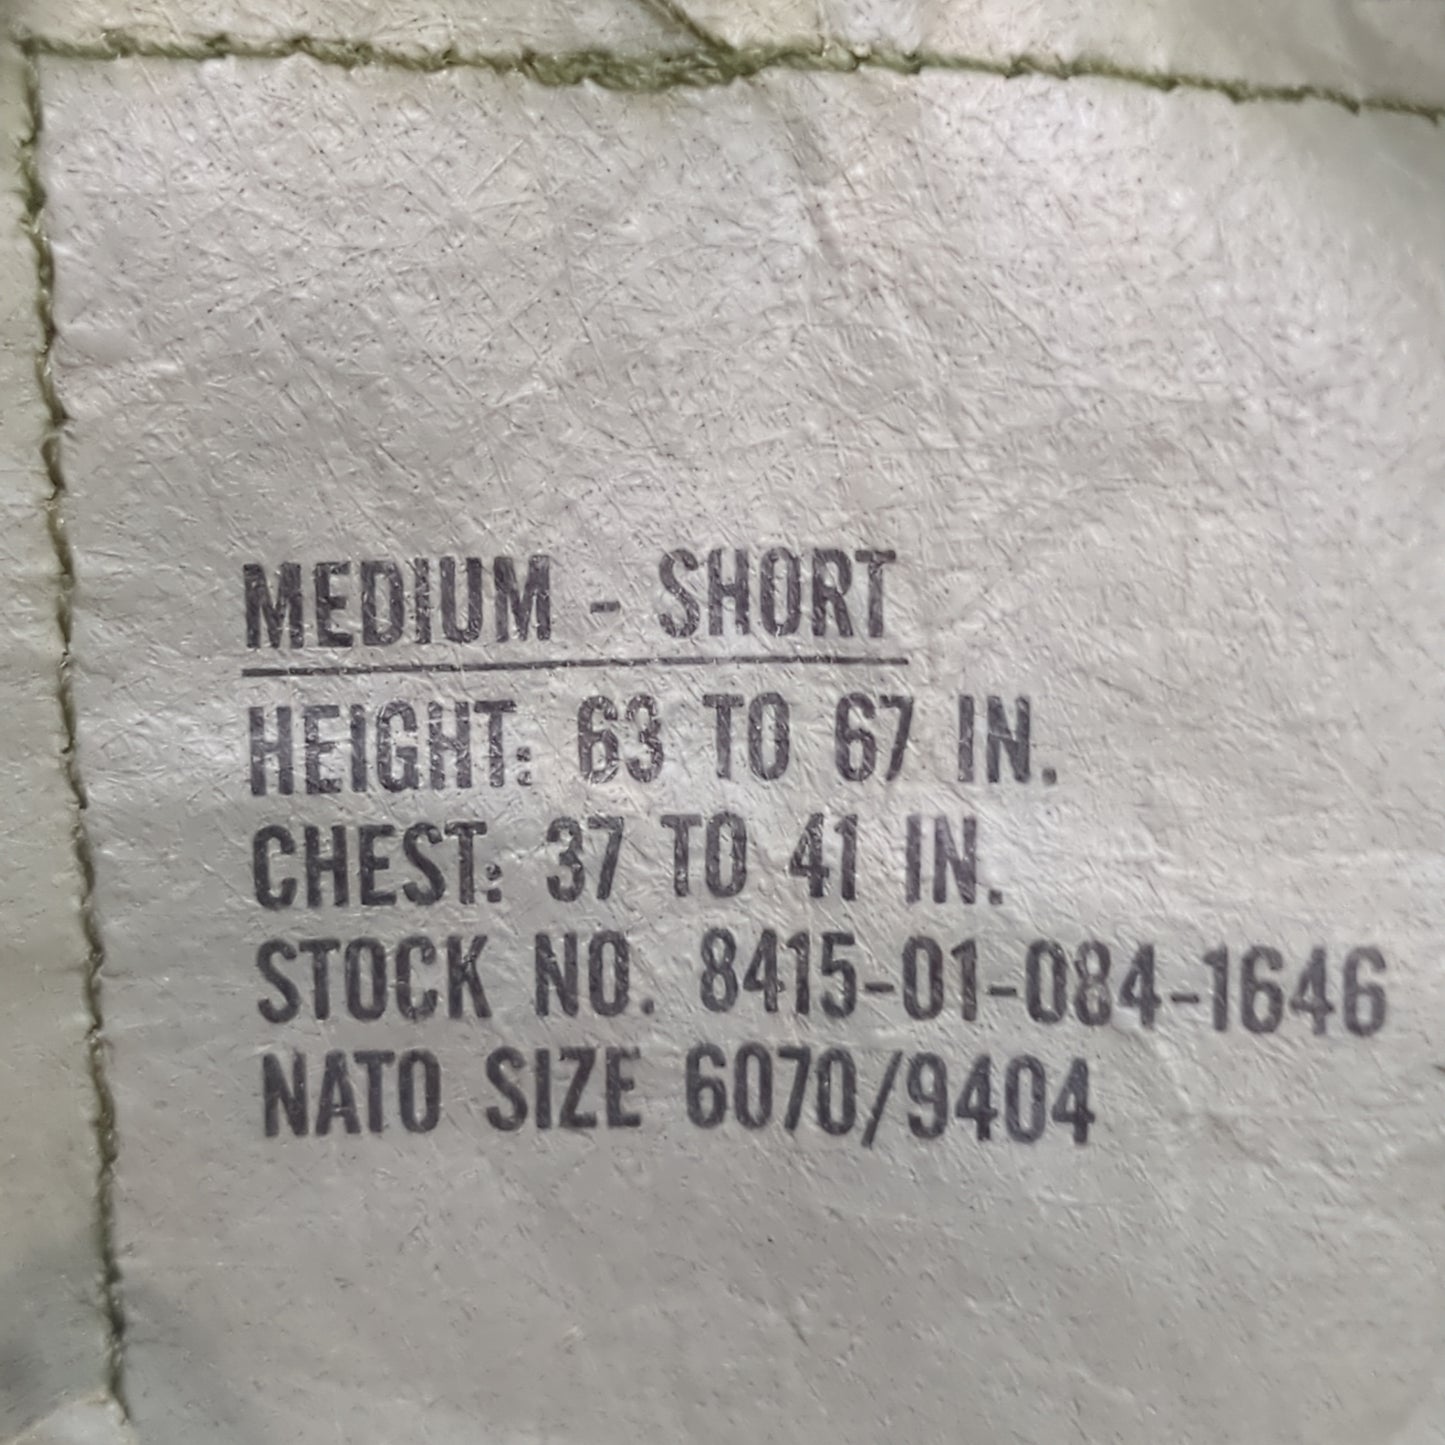 MEDIUM - SHORT
HEIGHT: 63 TO 67 IN.
CHEST: 37 TO 41 IN.
STOCK NO. 8415-01-084-1646
NATO SIZE 6070/9404